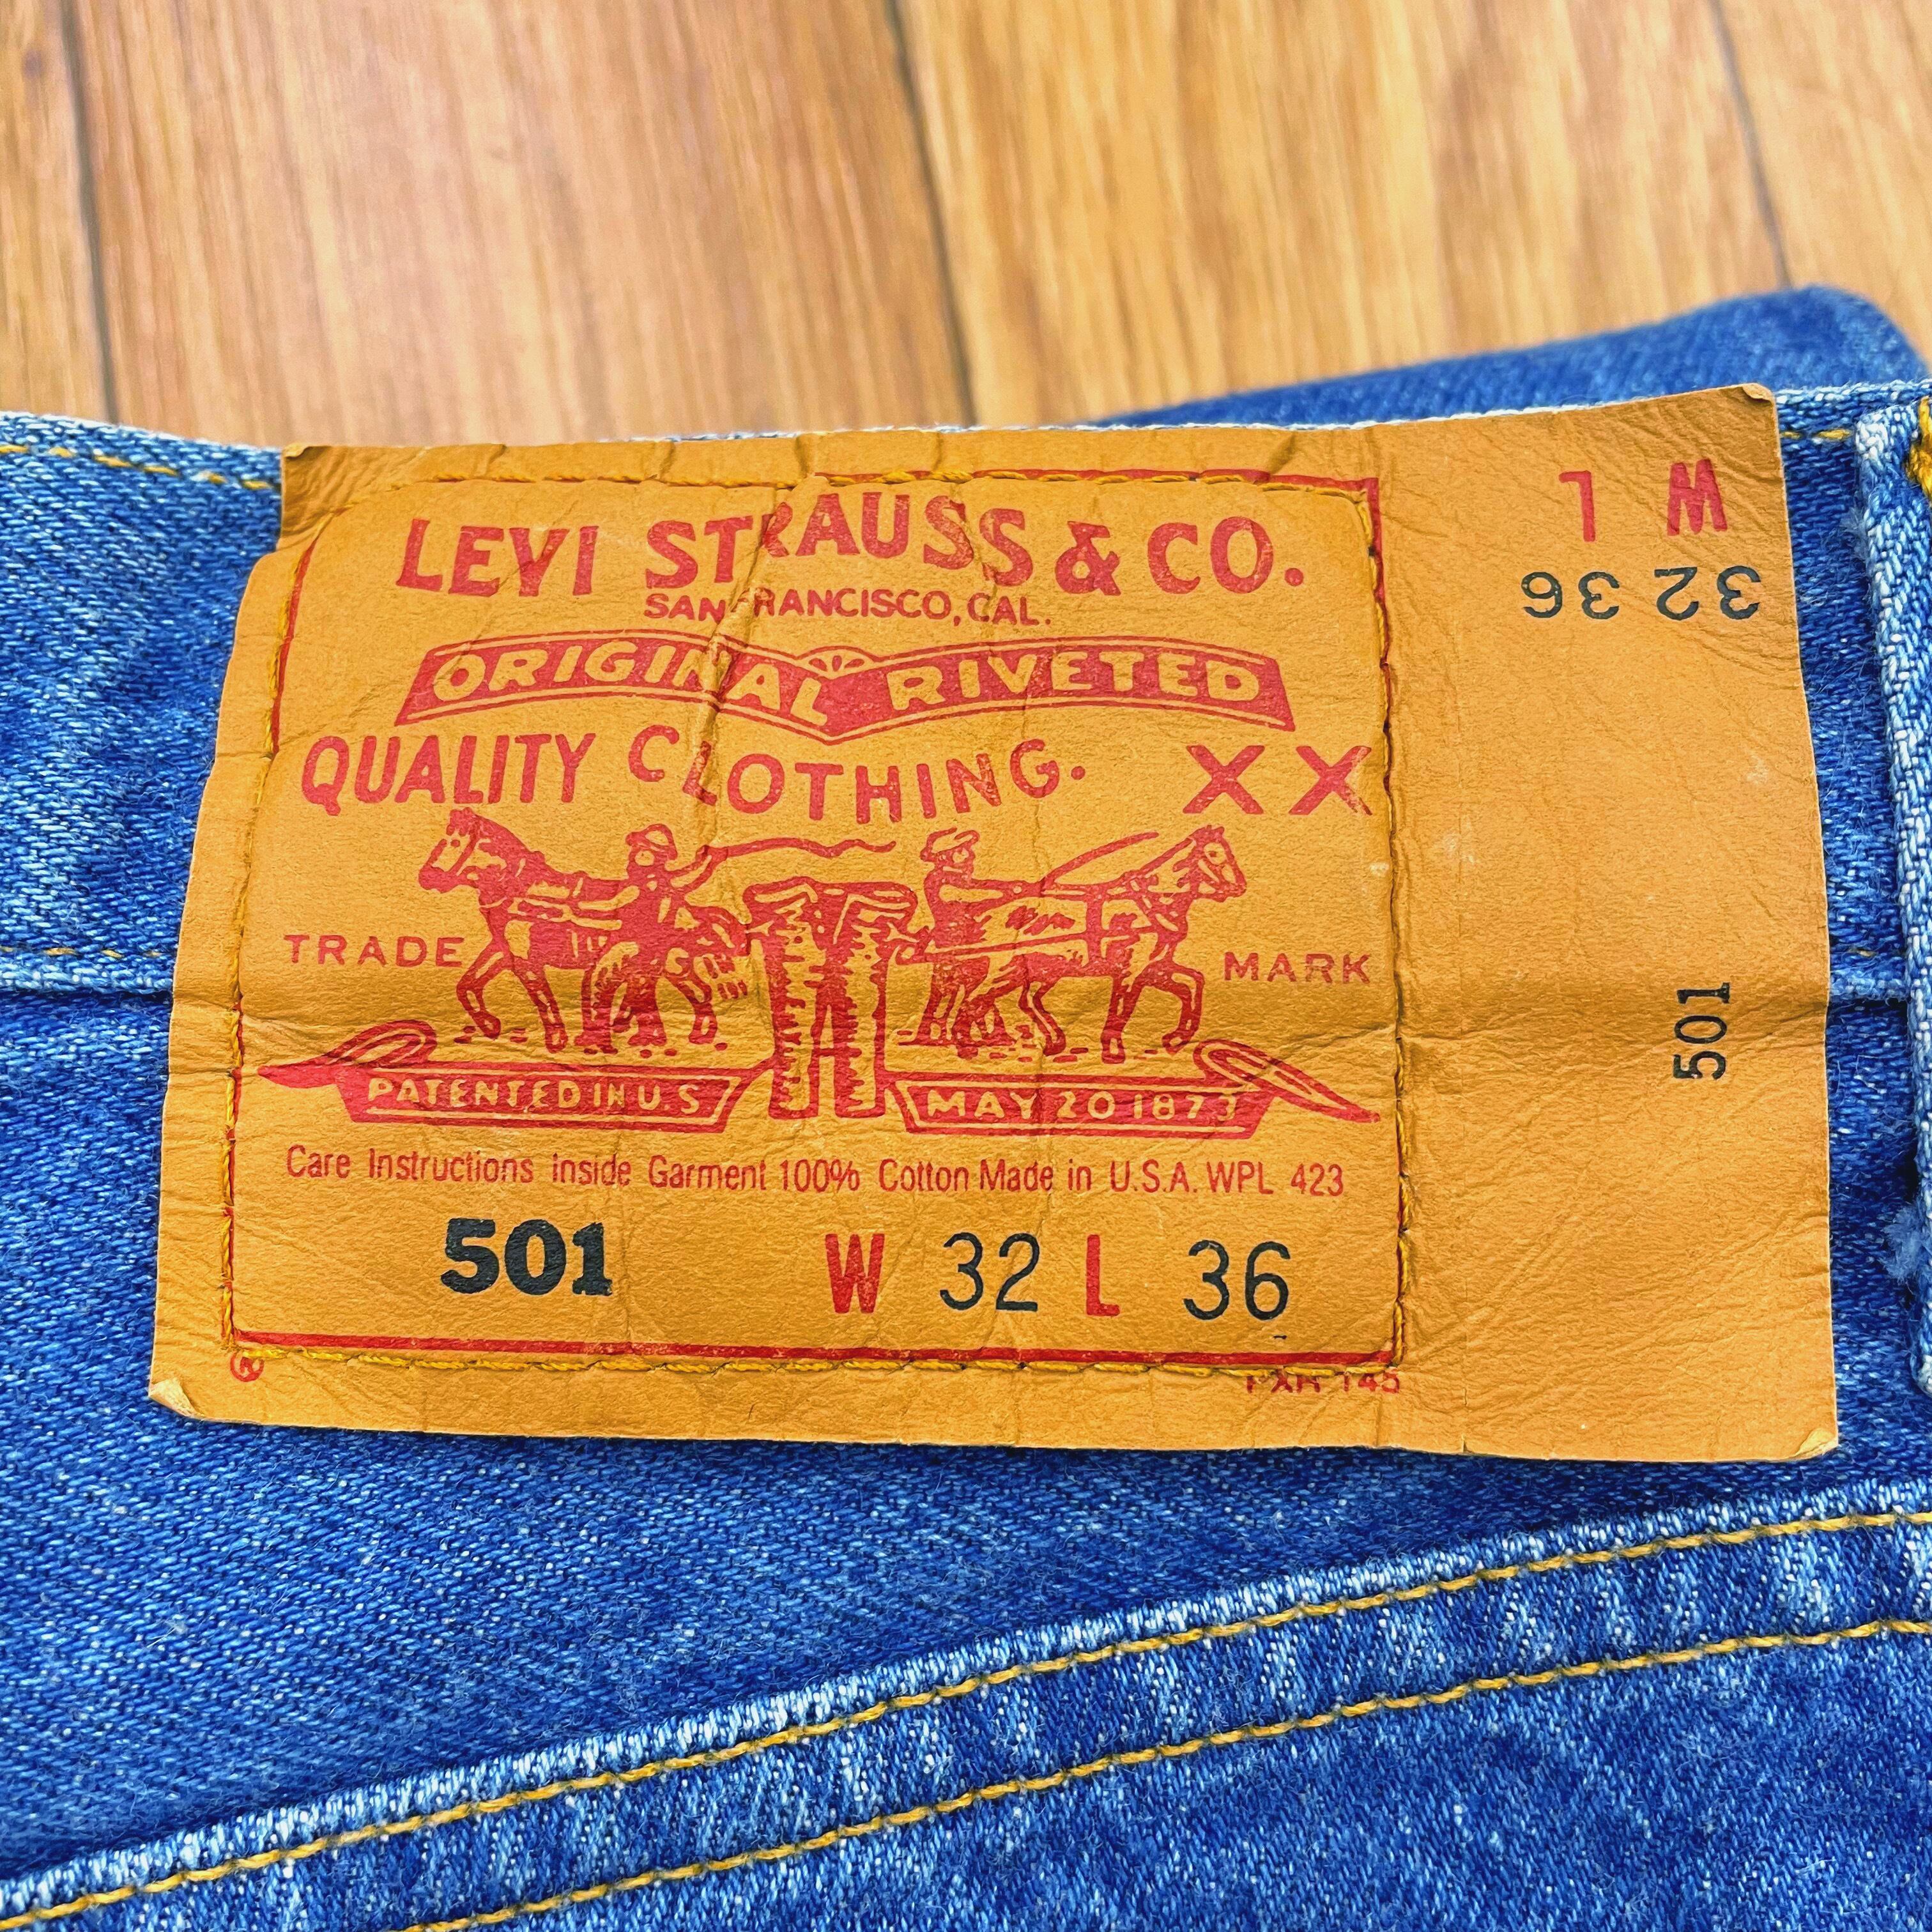 LEVI STRAUSS & CO.
SAN FRANCISCO, CAL.
ORIGINAL RIVETED
QUALITY CLOTHING. XX
TRADE MARK
PATENTED IN U.S MAY 20 1873
Care Instructions Inside Garment 100% Cotton Made in U.S.A. WPL 423
501 W 32 L 36
®
W L
32 36
501